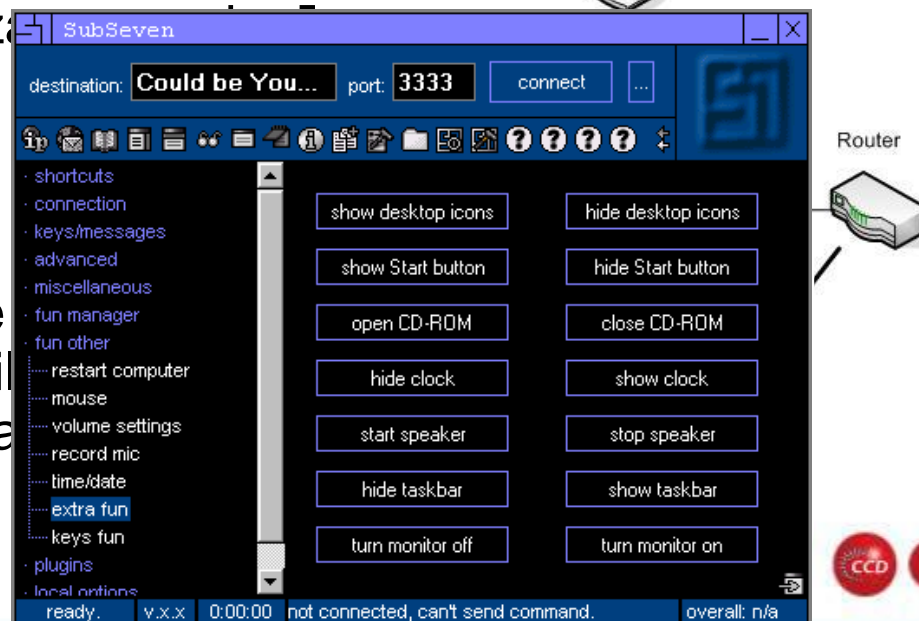 SubSeven
destination: Could be You... port: 3333 connect ...
ip
shortcuts
connection
keys/messages
advanced
miscellaneous
fun manager
fun other
restart computer
mouse
volume settings
record mic
time/date
extra fun
keys fun
plugins
local options
show desktop icons hide desktop icons
show Start button hide Start button
open CD-ROM close CD-ROM
hide clock show clock
start speaker stop speaker
hide taskbar show taskbar
turn monitor off turn monitor on
ready. v.x.x 0:00:00 not connected, can't send command. overall: n/a
Router
CCD